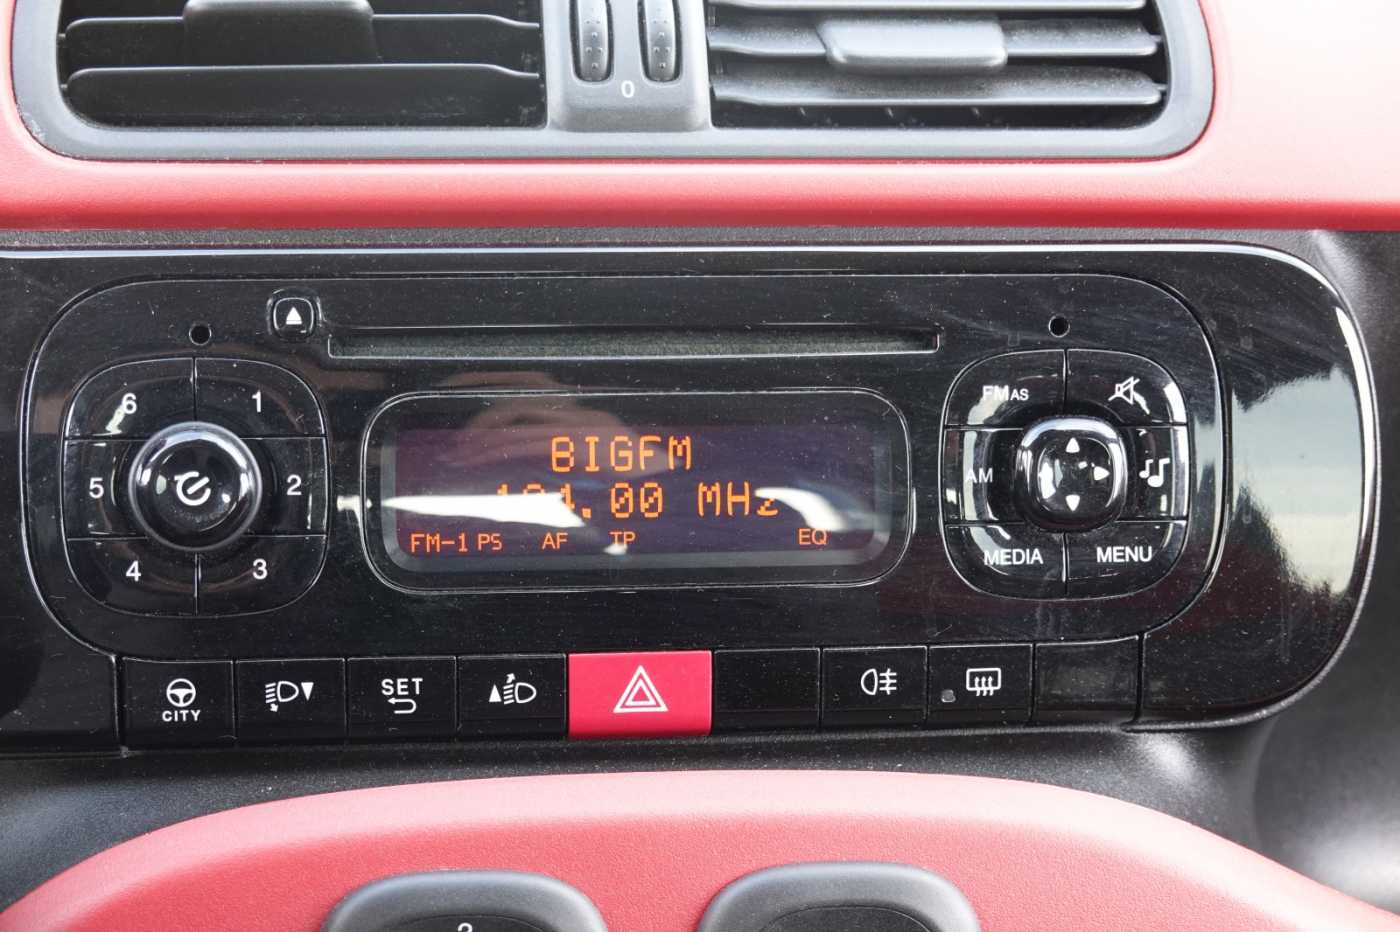 0
6 1
5 2
4 3
BIGFM
104.00 MHz
FM-1 PS AF TP EQ
FM AS
AM
MEDIA MENU
CITY
SET